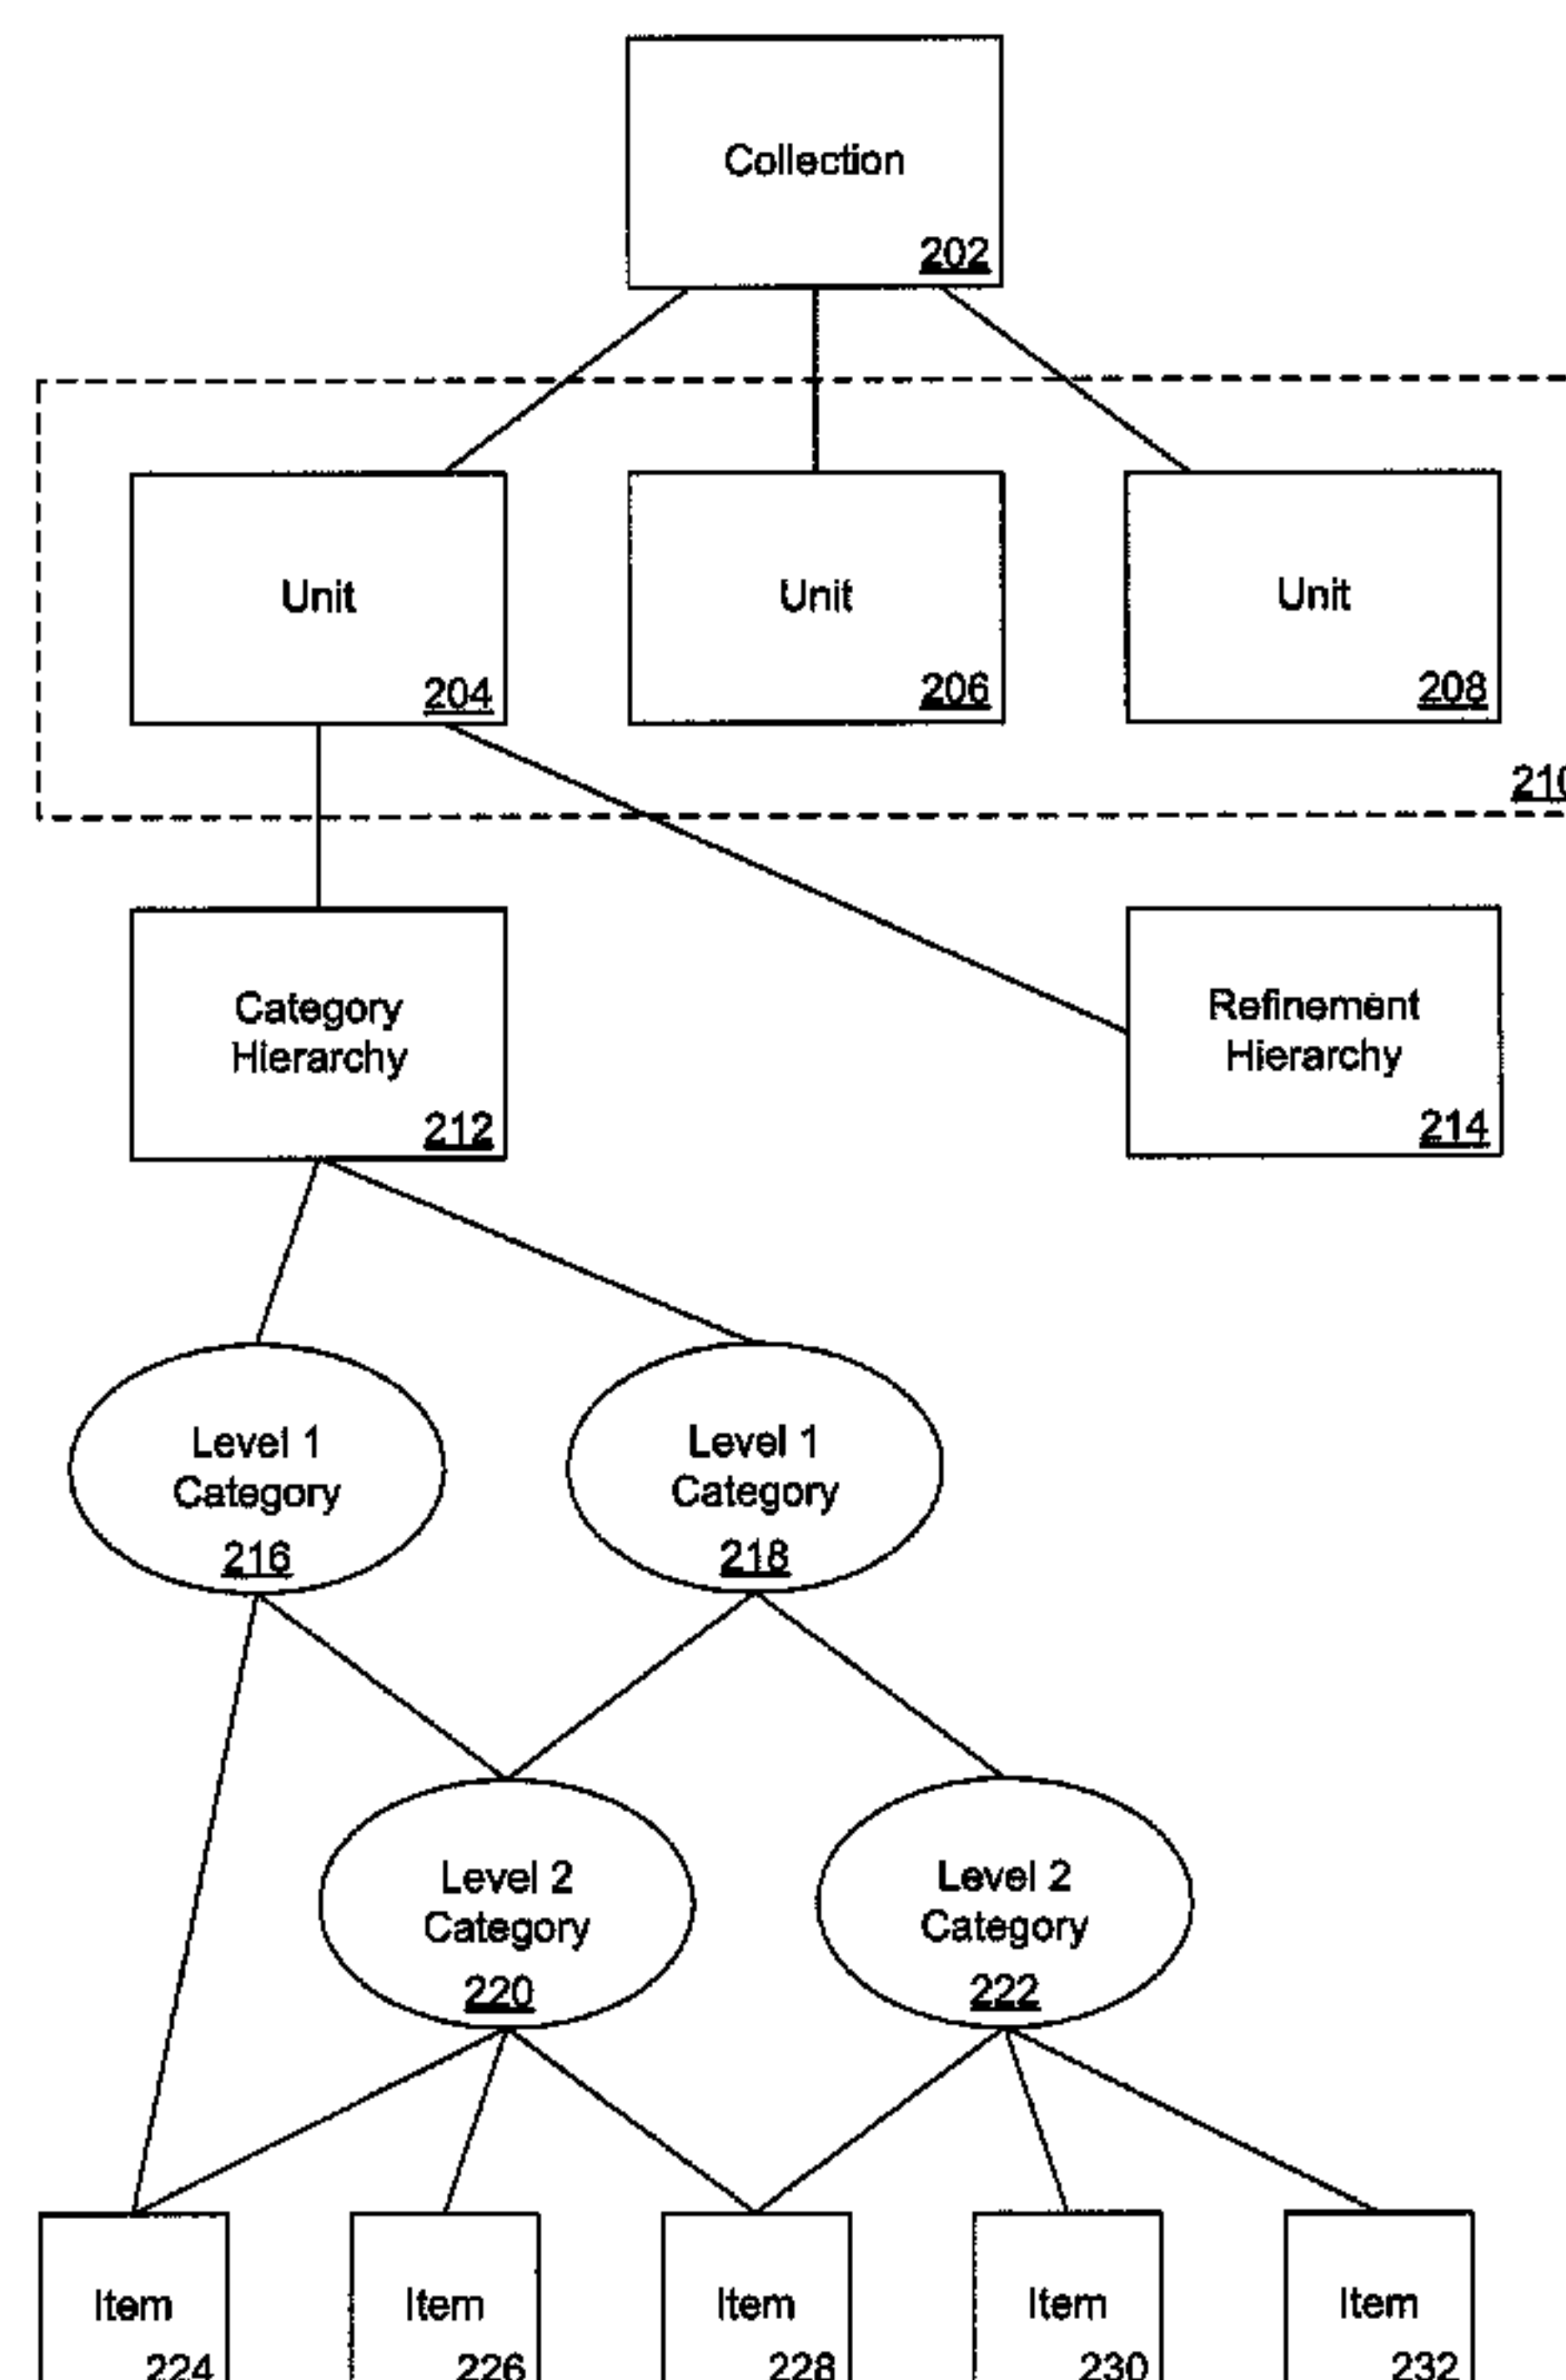 Collection
202
Unit
204
Unit
206
Unit
208
210
Category
Hierarchy
212
Refinement
Hierarchy
214
Level 1
Category
216
Level 1
Category
218
Level 2
Category
220
Level 2
Category
222
Item
224
Item
226
Item
228
Item
230
Item
232